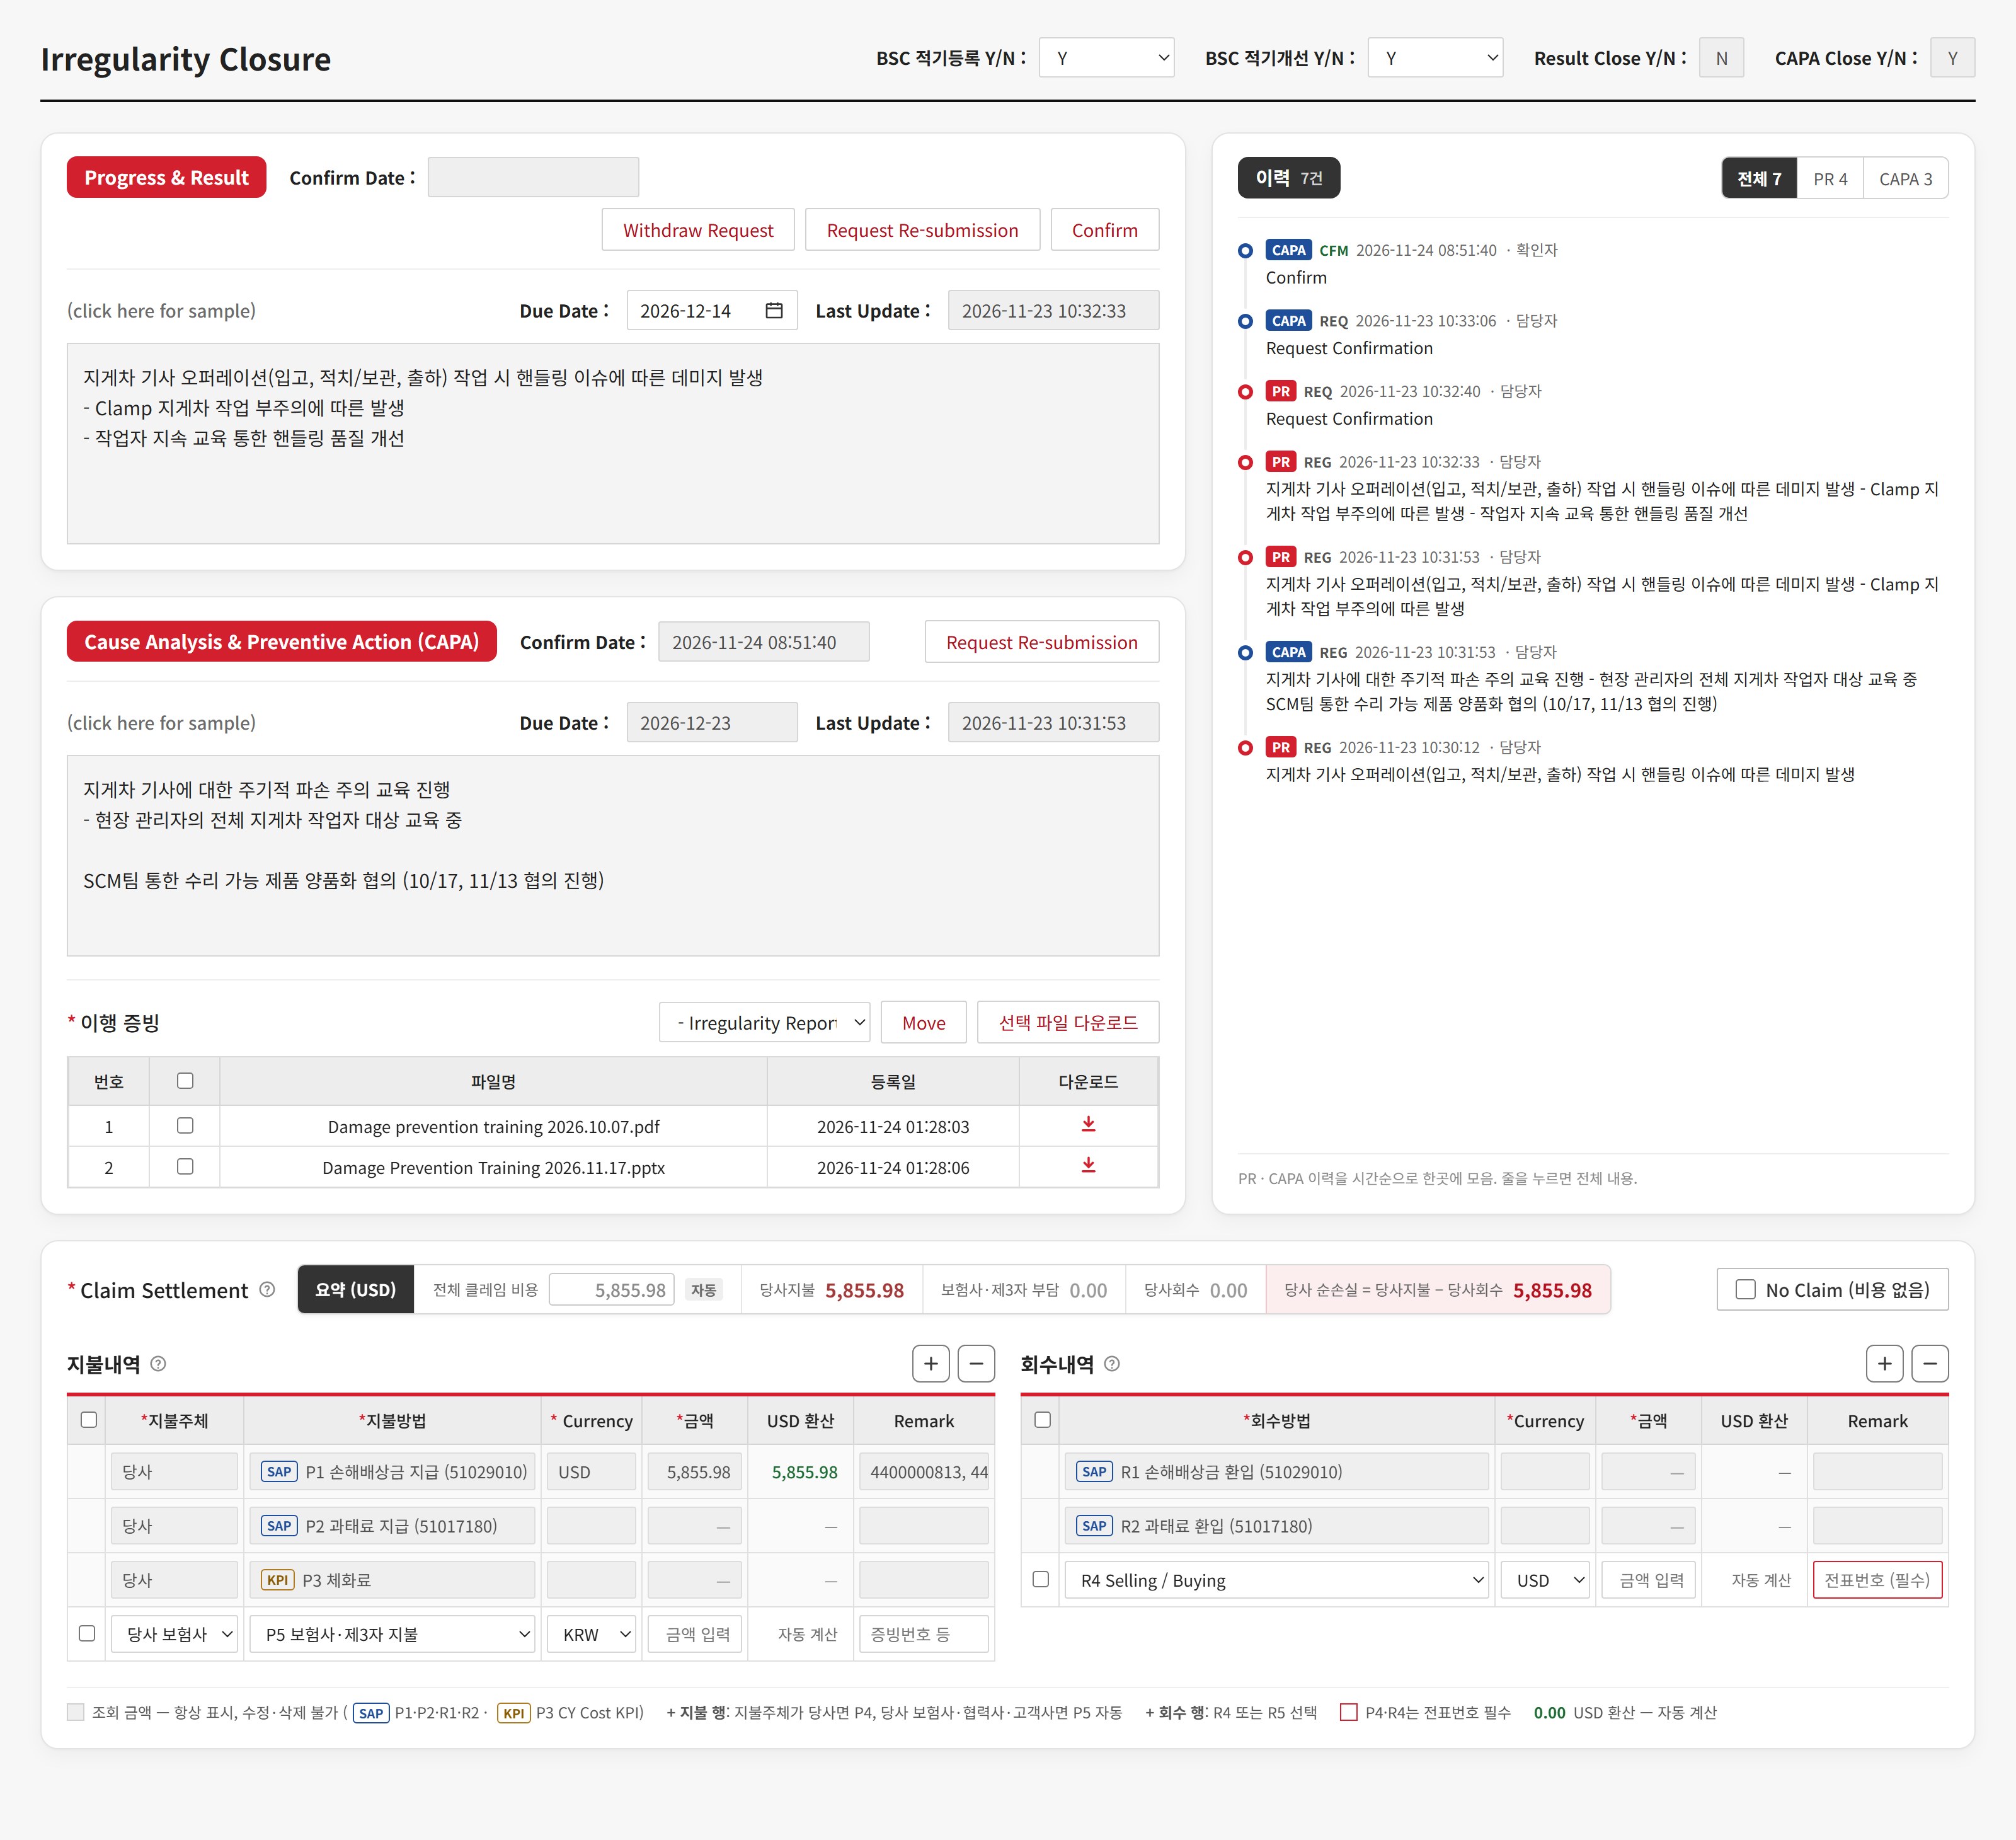 Irregularity Closure
BSC 적기등록 Y/N : Y BSC 적기개선 Y/N : Y Result Close Y/N : N CAPA Close Y/N : Y
Progress & Result Confirm Date :
Withdraw Request Request Re-submission Confirm
(click here for sample) Due Date : 2026-12-14 Last Update : 2026-11-23 10:32:33
지게차 기사 오퍼레이션(입고, 적치/보관, 출하) 작업 시 핸들링 이슈에 따른 데미지 발생
- Clamp 지게차 작업 부주의에 따른 발생
- 작업자 지속 교육 통한 핸들링 품질 개선
Cause Analysis & Preventive Action (CAPA) Confirm Date : 2026-11-24 08:51:40 Request Re-submission
(click here for sample) Due Date : 2026-12-23 Last Update : 2026-11-23 10:31:53
지게차 기사에 대한 주기적 파손 주의 교육 진행
- 현장 관리자의 전체 지게차 작업자 대상 교육 중
SCM팀 통한 수리 가능 제품 양품화 협의 (10/17, 11/13 협의 진행)
* 이행 증빙 - Irregularity Repor Move 선택 파일 다운로드
번호 파일명 등록일 다운로드
1 Damage prevention training 2026.10.07.pdf 2026-11-24 01:28:03
2 Damage Prevention Training 2026.11.17.pptx 2026-11-24 01:28:06
이력 7건 전체 7 PR 4 CAPA 3
CAPA CFM 2026-11-24 08:51:40 · 확인자
Confirm
CAPA REQ 2026-11-23 10:33:06 · 담당자
Request Confirmation
PR REQ 2026-11-23 10:32:40 · 담당자
Request Confirmation
PR REG 2026-11-23 10:32:33 · 담당자
지게차 기사 오퍼레이션(입고, 적치/보관, 출하) 작업 시 핸들링 이슈에 따른 데미지 발생 - Clamp 지
게차 작업 부주의에 따른 발생 - 작업자 지속 교육 통한 핸들링 품질 개선
PR REG 2026-11-23 10:31:53 · 담당자
지게차 기사 오퍼레이션(입고, 적치/보관, 출하) 작업 시 핸들링 이슈에 따른 데미지 발생 - Clamp 지
게차 작업 부주의에 따른 발생
CAPA REG 2026-11-23 10:31:53 · 담당자
지게차 기사에 대한 주기적 파손 주의 교육 진행 - 현장 관리자의 전체 지게차 작업자 대상 교육 중
SCM팀 통한 수리 가능 제품 양품화 협의 (10/17, 11/13 협의 진행)
PR REG 2026-11-23 10:30:12 · 담당자
지게차 기사 오퍼레이션(입고, 적치/보관, 출하) 작업 시 핸들링 이슈에 따른 데미지 발생
PR · CAPA 이력을 시간순으로 한곳에 모음. 줄을 누르면 전체 내용.
* Claim Settlement ? 요약 (USD) 전체 클레임 비용 5,855.98 자동 당사지불 5,855.98 보험사·제3자 부담 0.00 당사회수 0.00 당사 순손실 = 당사지불 − 당사회수 5,855.98 No Claim (비용 없음)
지불내역 ? + −
*지불주체 *지불방법 * Currency *금액 USD 환산 Remark
당사 SAP P1 손해배상금 지급 (51029010) USD 5,855.98 5,855.98 4400000813, 44
당사 SAP P2 과태료 지급 (51017180) — —
당사 KPI P3 체화료 — —
당사 보험사 P5 보험사·제3자 지불 KRW 금액 입력 자동 계산 증빙번호 등
회수내역 ? + −
*회수방법 *Currency *금액 USD 환산 Remark
SAP R1 손해배상금 환입 (51029010) — —
SAP R2 과태료 환입 (51017180) — —
R4 Selling / Buying USD 금액 입력 자동 계산 전표번호 (필수)
조회 금액 — 항상 표시, 수정·삭제 불가 ( SAP P1·P2·R1·R2 · KPI P3 CY Cost KPI) + 지불 행: 지불주체가 당사면 P4, 당사 보험사·협력사·고객사면 P5 자동 + 회수 행: R4 또는 R5 선택 P4·R4는 전표번호 필수 0.00 USD 환산 — 자동 계산